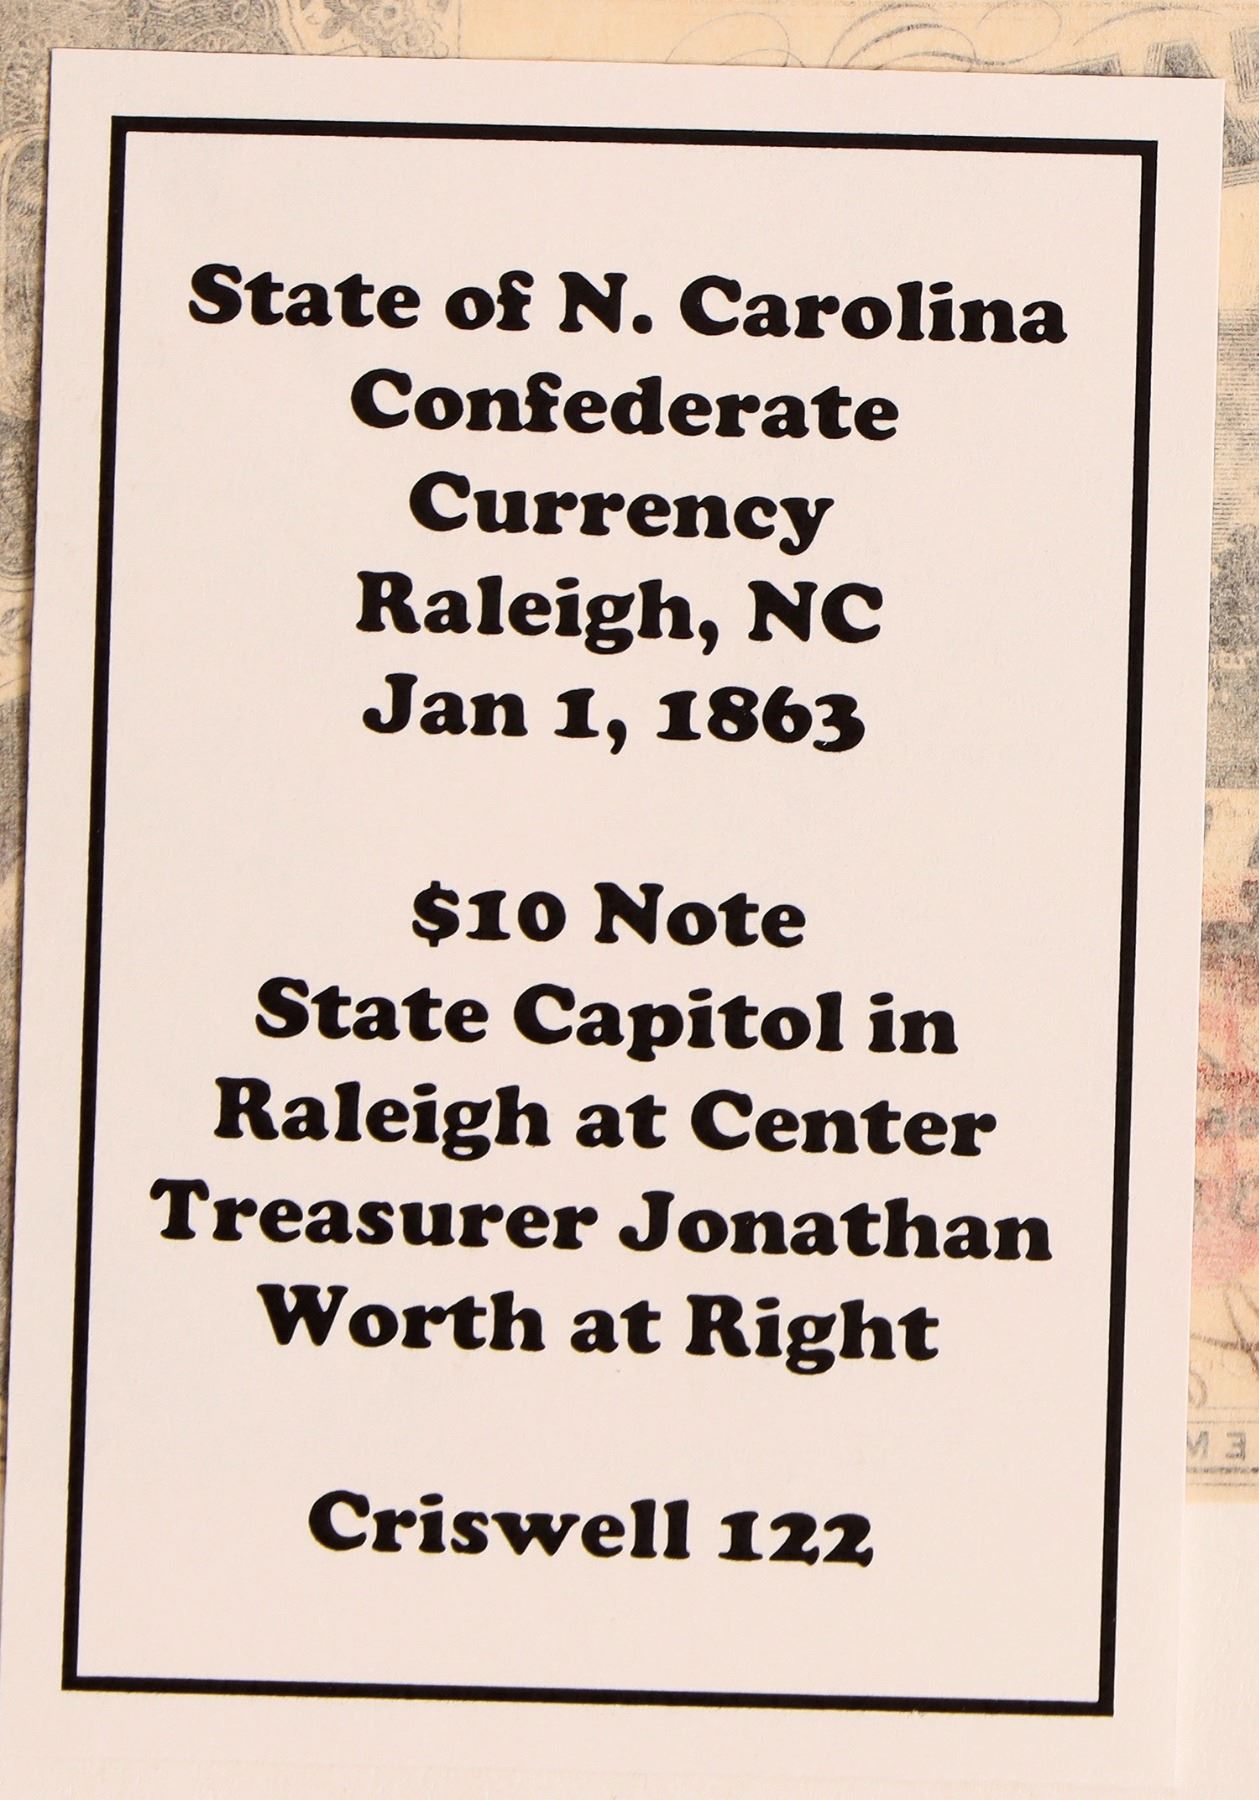 State of N. Carolina
Confederate
Currency
Raleigh, NC
Jan 1, 1863
$10 Note
State Capitol in
Raleigh at Center
Treasurer Jonathan
Worth at Right
Criswell 122